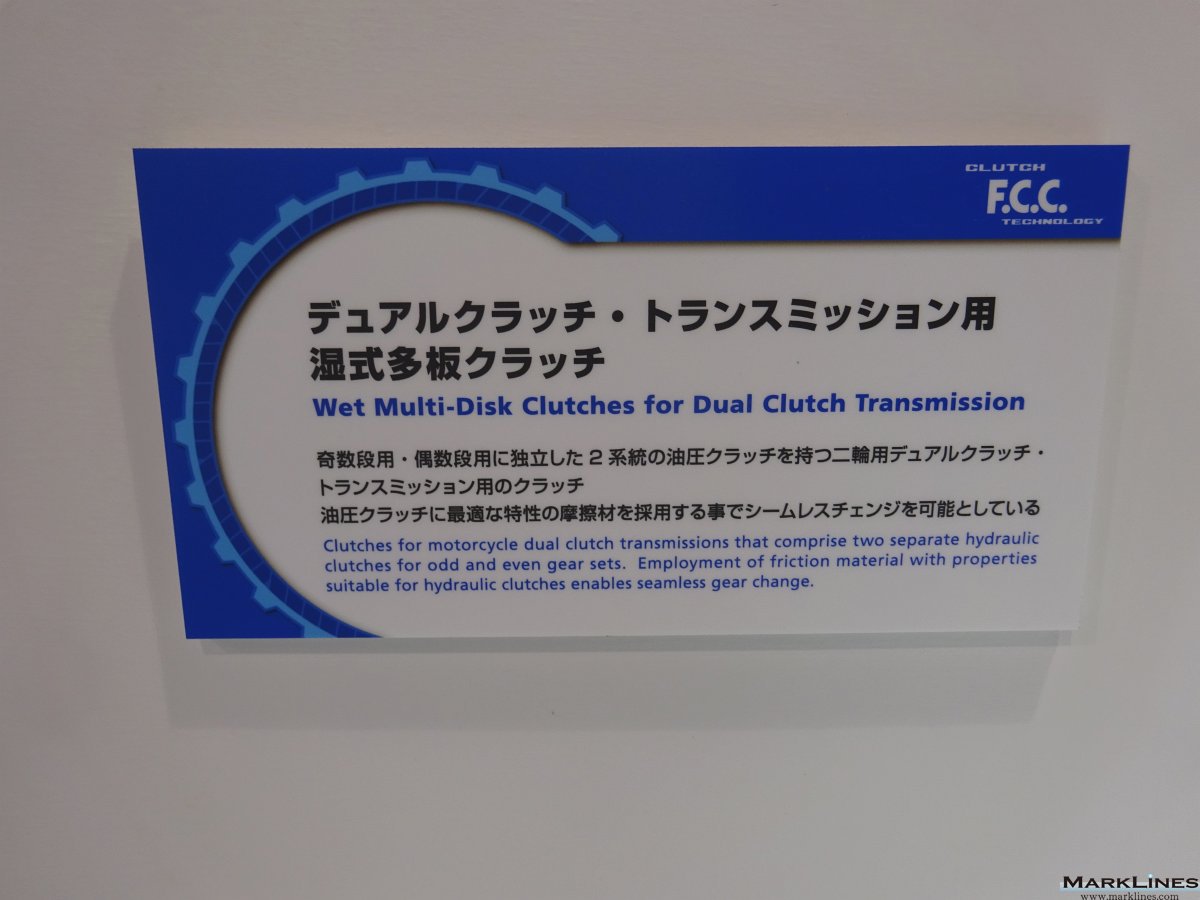 CLUTCH
F.C.C.
TECHNOLOGY
デュアルクラッチ・トランスミッション用
湿式多板クラッチ
Wet Multi-Disk Clutches for Dual Clutch Transmission
奇数段用・偶数段用に独立した2系統の油圧クラッチを持つ二輪用デュアルクラッチ・
トランスミッション用のクラッチ
油圧クラッチに最適な特性の摩擦材を採用する事でシームレスチェンジを可能としている
Clutches for motorcycle dual clutch transmissions that comprise two separate hydraulic
clutches for odd and even gear sets. Employment of friction material with properties
suitable for hydraulic clutches enables seamless gear change.
MARKLINES
www.marklines.com